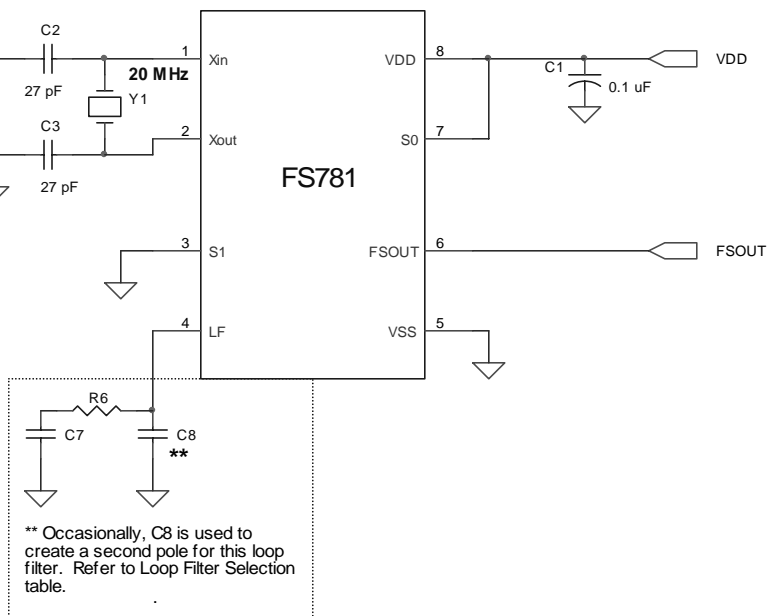 C2
27 pF
C3
27 pF
20 MHz
Y1
1
Xin
2
Xout
3
S1
4
LF
FS781
VDD
8
S0
7
FSOUT
6
VSS
5
C1
0.1 uF
VDD
FSOUT
R6
C7
C8
**
** Occasionally, C8 is used to
create a second pole for this loop
filter. Refer to Loop Filter Selection
table.
.